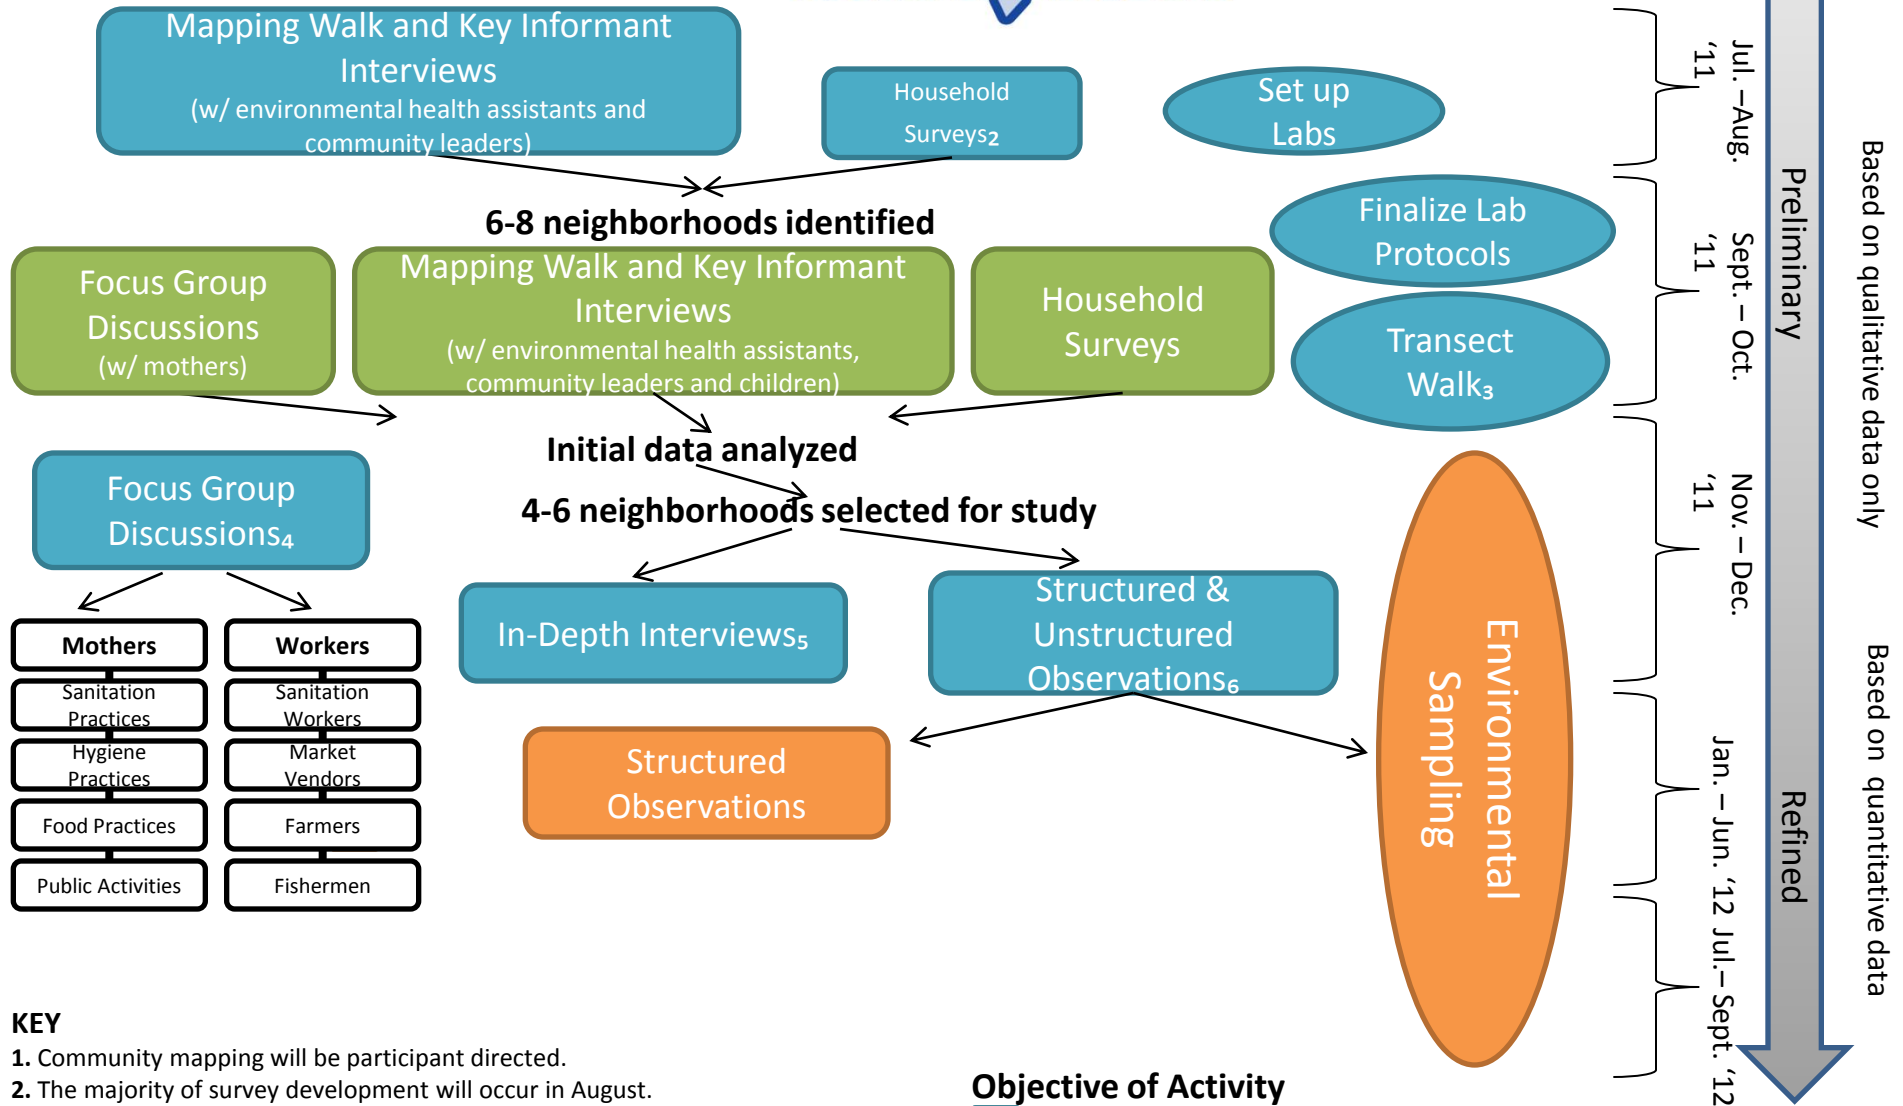 Mapping Walk and Key Informant
Interviews
(w/ environmental health assistants and
community leaders)
Household
Surveys₂
Set up
Labs
6-8 neighborhoods identified
Focus Group
Discussions
(w/ mothers)
Mapping Walk and Key Informant
Interviews
(w/ environmental health assistants,
community leaders and children)
Household
Surveys
Finalize Lab
Protocols
Transect
Walk₃
Initial data analyzed
4-6 neighborhoods selected for study
Focus Group
Discussions₄
Mothers
Sanitation
Practices
Hygiene
Practices
Food Practices
Public Activities
Workers
Sanitation
Workers
Market
Vendors
Farmers
Fishermen
In-Depth Interviews₅
Structured &
Unstructured
Observations₆
Structured
Observations
Environmental
Sampling
Jul. –Aug.
‘11
Sept. – Oct.
‘11
Nov. – Dec.
‘11
Jan. – Jun. ‘12
Jul.– Sept. ‘12
Preliminary
Refined
Based on qualitative data only
Based on quantitative data
KEY
1. Community mapping will be participant directed.
2. The majority of survey development will occur in August.
Objective of Activity